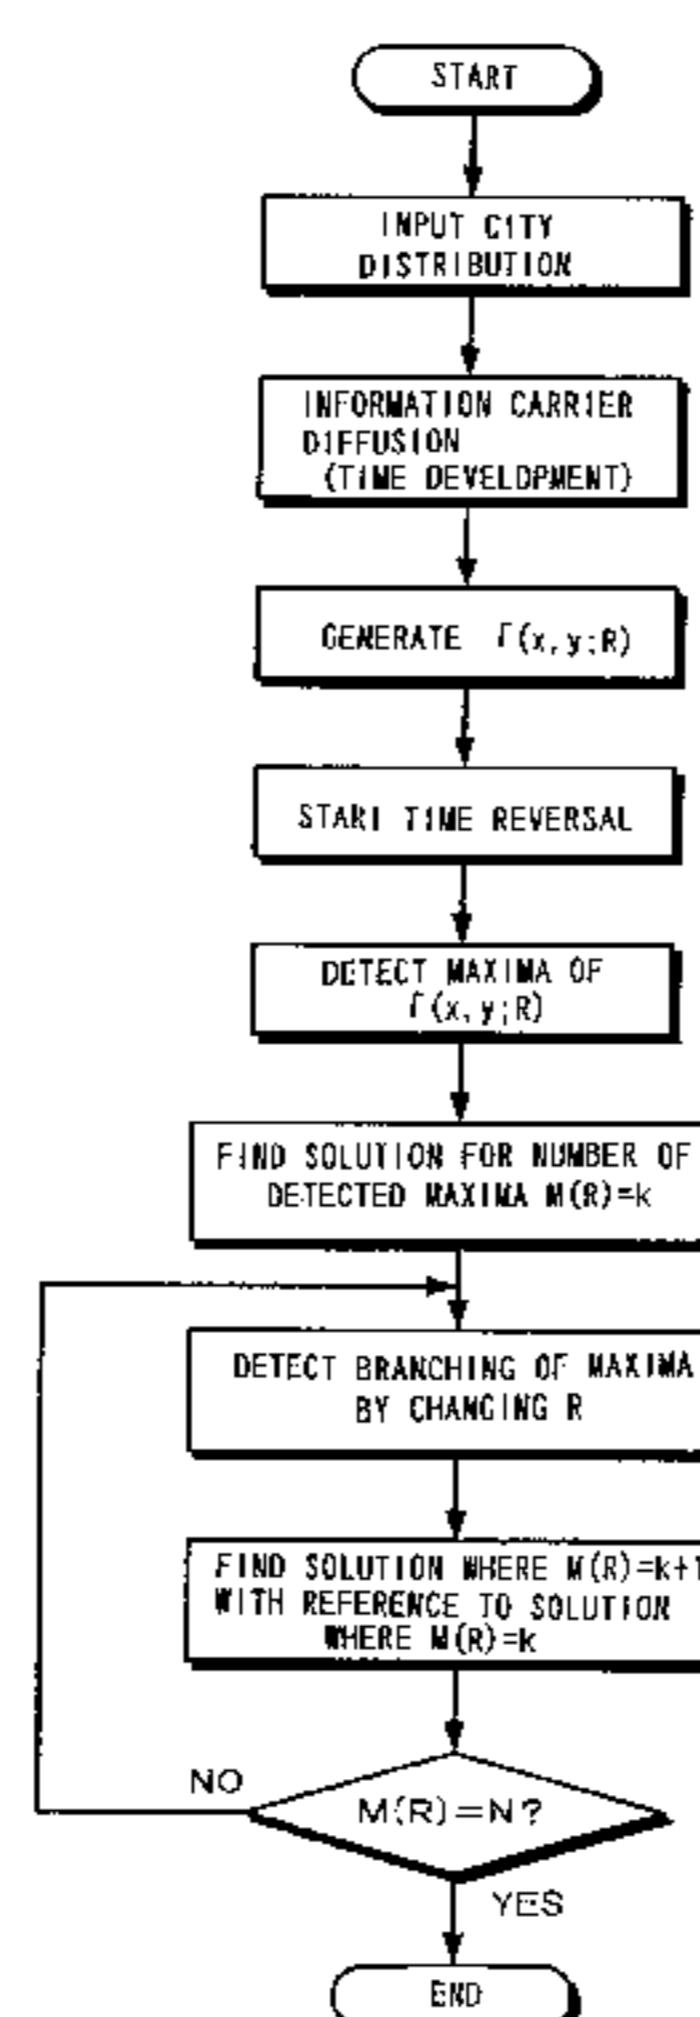 START
INPUT CITY
DISTRIBUTION
INFORMATION CARRIER
DIFFUSION
(TIME DEVELOPMENT)
GENERATE f(x,y;R)
START TIME REVERSAL
DETECT MAXIMA OF
f(x,y;R)
FIND SOLUTION FOR NUMBER OF
DETECTED MAXIMA M(R)=k
DETECT BRANCHING OF MAXIMA
BY CHANGING R
FIND SOLUTION WHERE M(R)=k+1
WITH REFERENCE TO SOLUTION
WHERE M(R)=k
NO
M(R)=N?
YES
END